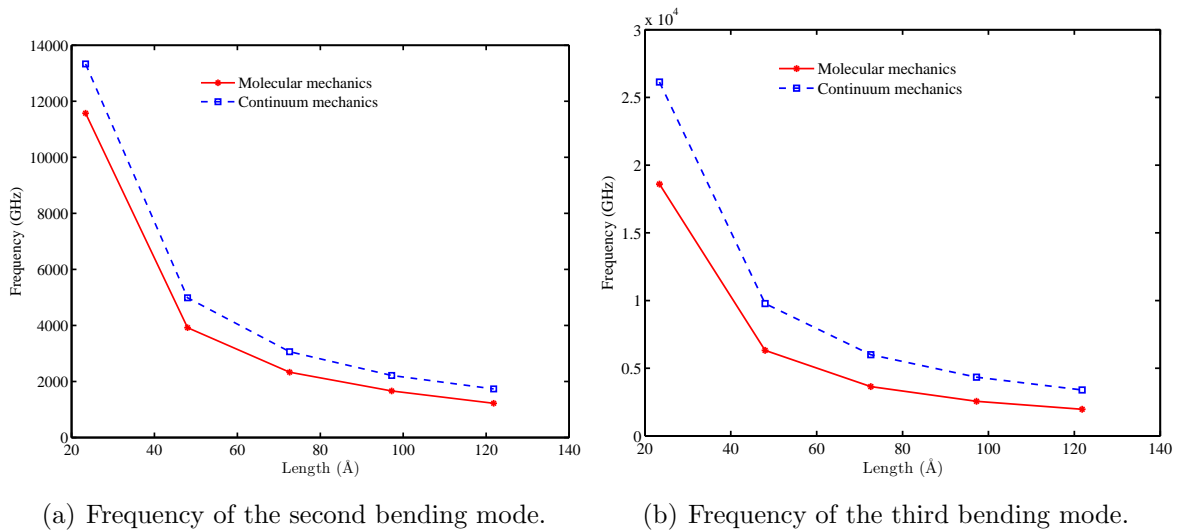 14000
12000
10000
8000
6000
4000
2000
0
Frequency (GHz)
Molecular mechanics
Continuum mechanics
20 40 60 80 100 120 140
Length (Å)
(a) Frequency of the second bending mode.
x 10^4
3
2.5
2
1.5
1
0.5
0
Frequency (GHz)
Molecular mechanics
Continuum mechanics
20 40 60 80 100 120 140
Length (Å)
(b) Frequency of the third bending mode.